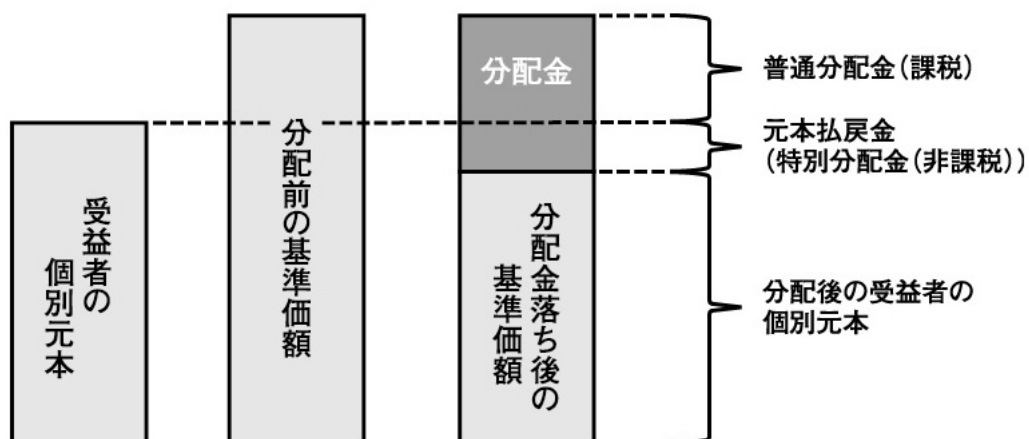 受益者の
個別元本
分配前の基準価額
分配金
分配金落ち後の
基準価額
普通分配金(課税)
元本払戻金
(特別分配金(非課税))
分配後の受益者の
個別元本